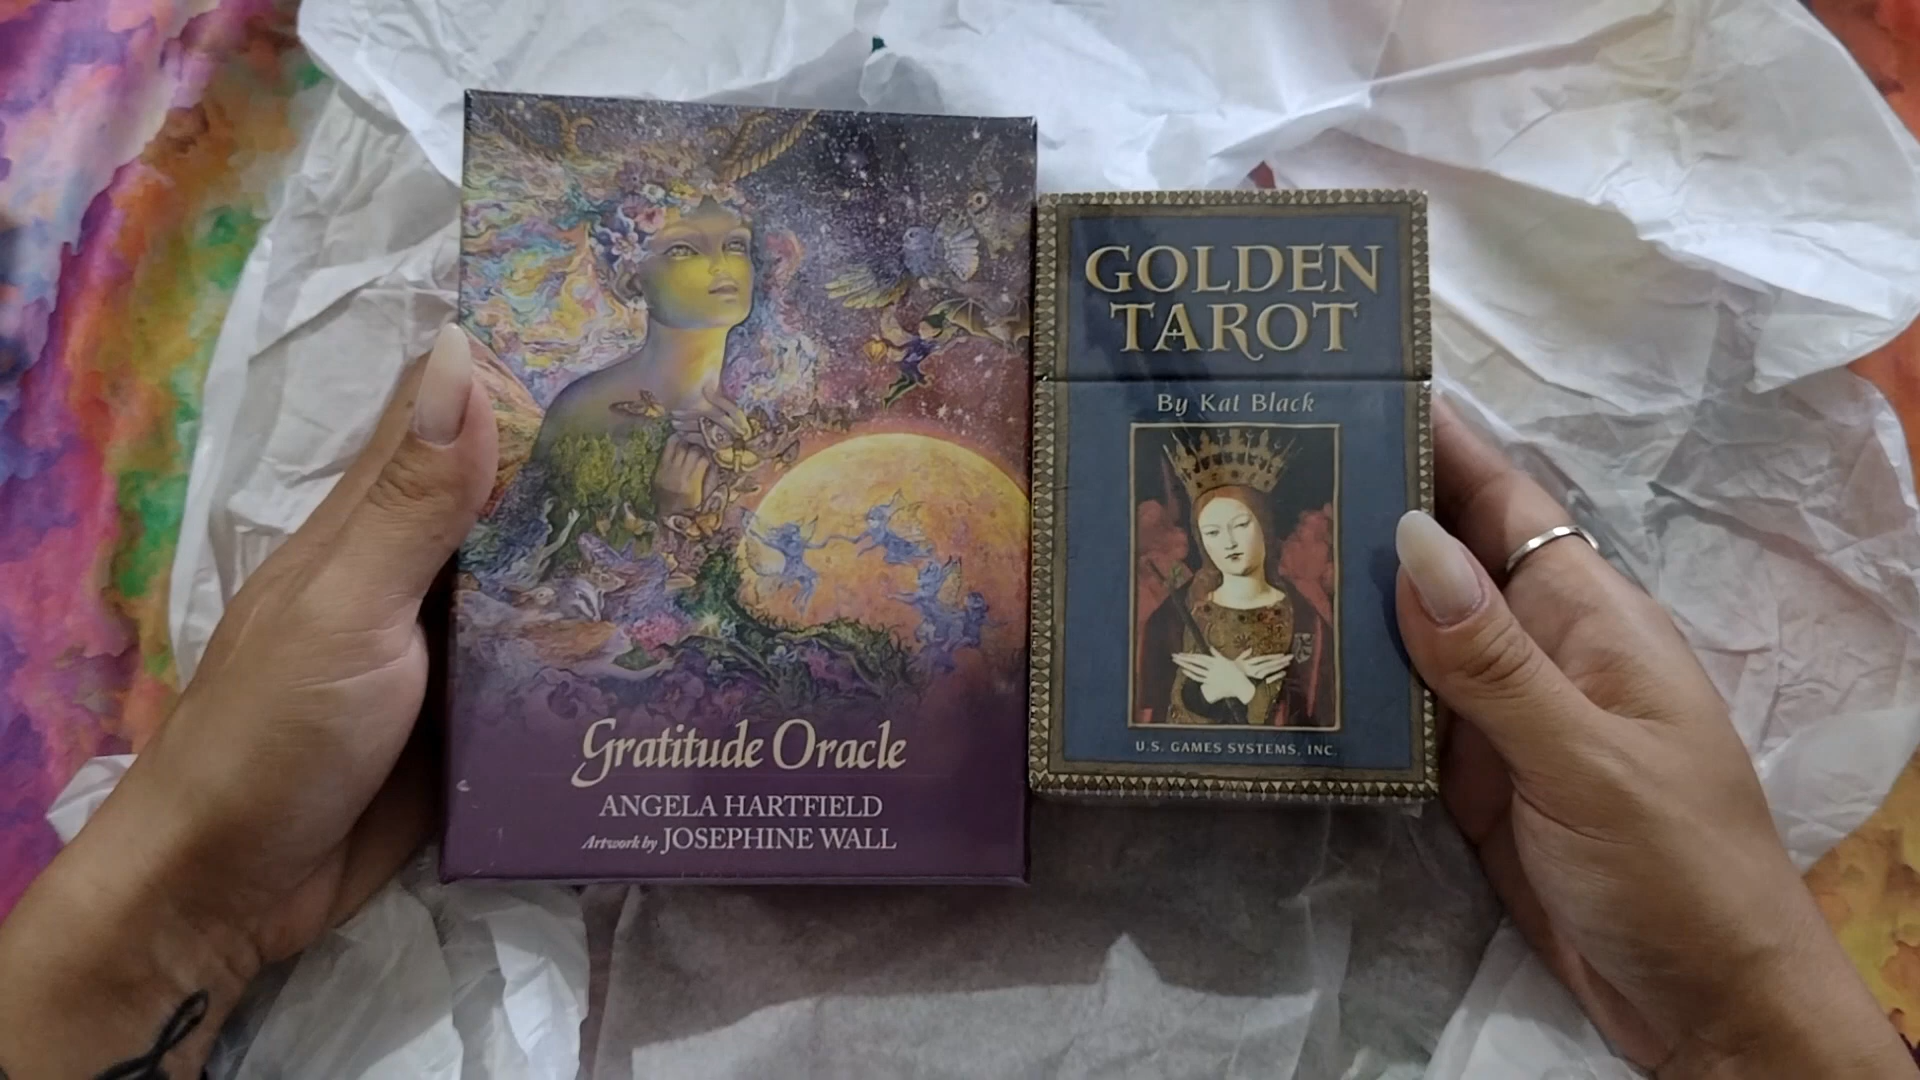 Gratitude Oracle
ANGELA HARTFIELD
Artwork by JOSEPHINE WALL
GOLDEN
TAROT
By Kat Black
U.S. GAMES SYSTEMS, INC.